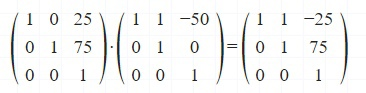 ( 1 0 25 ) ( 1 1 −50 ) ( 1 1 −25 )
( 0 1 75 ) · ( 0 1 0 ) = ( 0 1 75 )
( 0 0 1 ) ( 0 0 1 ) ( 0 0 1 )